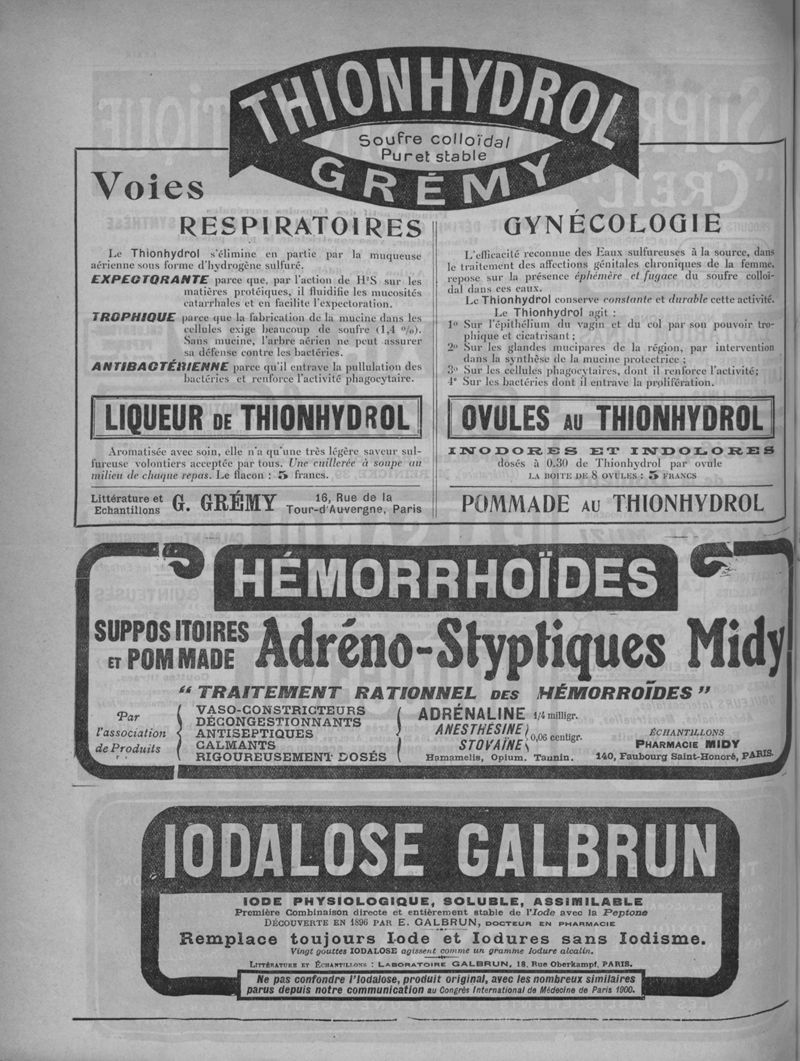 THIONHYDROL
Soufre colloïdal
Pur et stable
GRÉMY
Voies
RESPIRATOIRES
Le Thionhydrol s'élimine en partie par la muqueuse
aérienne sous forme d'hydrogène sulfuré.
EXPECTORANTE parce que, par l'action de H²S sur les
matières protéiques, il fluidifie les mucosités
catarrhales et en facilite l'expectoration.
TROPHIQUE parce que la fabrication de la mucine dans les
cellules exige beaucoup de soufre (1,4 %).
Sans mucine, l'arbre aérien ne peut assurer
sa défense contre les bactéries.
ANTIBACTÉRIENNE parce qu'il entrave la pullulation des
bactéries et renforce l'activité phagocytaire.
LIQUEUR DE THIONHYDROL
Aromatisée avec soin, elle n'a qu'une très légère saveur sul-
fureuse volontiers acceptée par tous. Une cuillerée à soupe au
milieu de chaque repas. Le flacon : 5 francs.
Littérature et
Echantillons
G. GRÉMY
16, Rue de la
Tour-d'Auvergne, Paris
GYNÉCOLOGIE
L'efficacité reconnue des Eaux sulfureuses à la source, dans
le traitement des affections génitales chroniques de la femme,
repose sur la présence éphémère et fugace du soufre colloï-
dal dans ces eaux.
Le Thionhydrol conserve constante et durable cette activité.
Le Thionhydrol agit :
1° Sur l'épithélium du vagin et du col par son pouvoir tro-
phique et cicatrisant ;
2° Sur les glandes mucipares de la région, par intervention
dans la synthèse de la mucine protectrice ;
3° Sur les cellules phagocytaires, dont il renforce l'activité;
4° Sur les bactéries dont il entrave la prolifération.
OVULES AU THIONHYDROL
INODORES ET INDOLORES
dosés à 0.30 de Thionhydrol par ovule
LA BOITE DE 8 OVULES : 5 FRANCS
POMMADE AU THIONHYDROL
HÉMORRHOÏDES
SUPPOSITOIRES
ET POMMADE
Adréno-Styptiques Midy
" TRAITEMENT RATIONNEL DES HÉMORROÏDES "
Par
l'association
de Produits
VASO-CONSTRICTEURS
DÉCONGESTIONNANTS
ANTISEPTIQUES
CALMANTS
RIGOUREUSEMENT DOSÉS
ADRÉNALINE 1/4 milligr.
ANESTHÉSINE
STOVAÏNE
0,06 centigr.
Hamamelis, Opium, Tannin.
ÉCHANTILLONS
PHARMACIE MIDY
140, Faubourg Saint-Honoré, PARIS.
IODALOSE GALBRUN
IODE PHYSIOLOGIQUE, SOLUBLE, ASSIMILABLE
Première Combinaison directe et entièrement stable de l'Iode avec la Peptone
DÉCOUVERTE EN 1896 PAR E. GALBRUN, DOCTEUR EN PHARMACIE
Remplace toujours Iode et Iodures sans Iodisme.
Vingt gouttes IODALOSE agissent comme un gramme Iodure alcalin.
LITTÉRATURE ET ÉCHANTILLONS : LABORATOIRE GALBRUN, 18, Rue Oberkampf, PARIS.
Ne pas confondre l'Iodalose, produit original, avec les nombreux similaires
parus depuis notre communication au Congrès International de Médecine de Paris 1900.